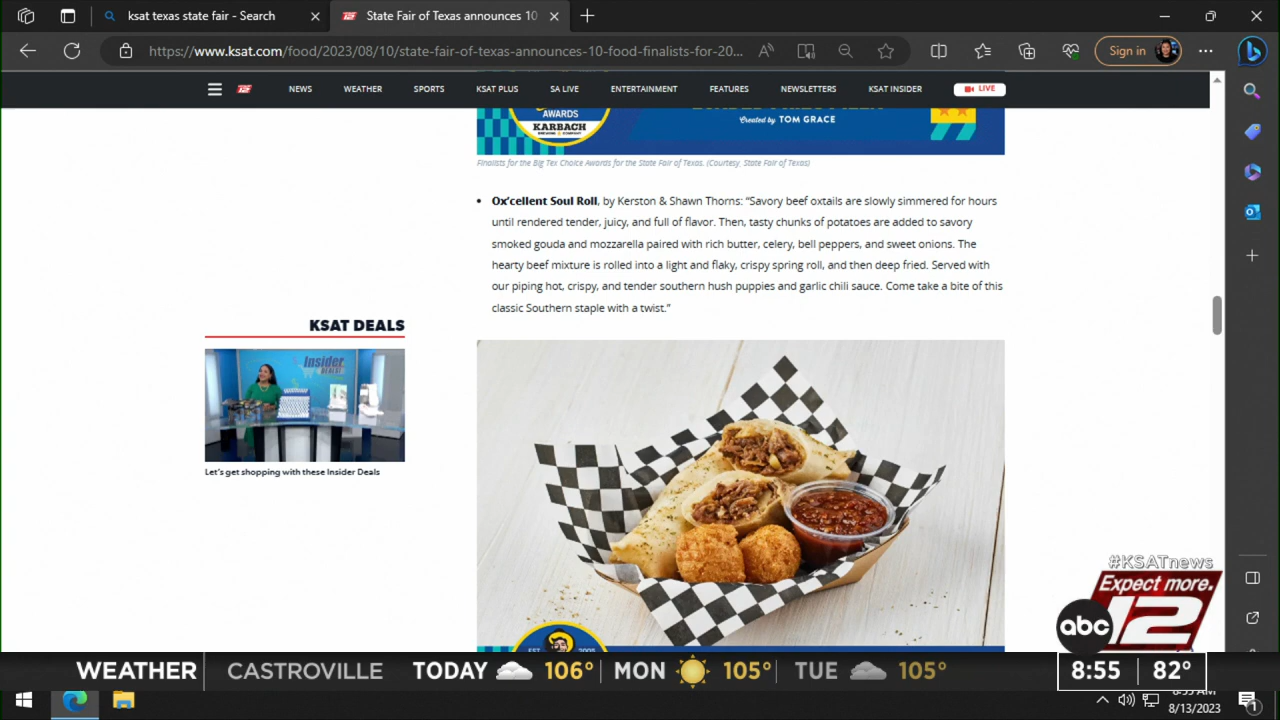 ksat texas state fair - Search
State Fair of Texas announces 10
https://www.ksat.com/food/2023/08/10/state-fair-of-texas-announces-10-food-finalists-for-20...
Sign in
NEWS
WEATHER
SPORTS
KSAT PLUS
SA LIVE
ENTERTAINMENT
FEATURES
NEWSLETTERS
KSAT INSIDER
LIVE
AWARDS
KARBACH
Created by TOM GRACE
Finalists for the Big Tex Choice Awards for the State Fair of Texas. (Courtesy, State Fair of Texas)
• Ox'cellent Soul Roll, by Kerston & Shawn Thorns: “Savory beef oxtails are slowly simmered for hours
until rendered tender, juicy, and full of flavor. Then, tasty chunks of potatoes are added to savory
smoked gouda and mozzarella paired with rich butter, celery, bell peppers, and sweet onions. The
hearty beef mixture is rolled into a light and flaky, crispy spring roll, and then deep fried. Served with
our piping hot, crispy, and tender southern hush puppies and garlic chili sauce. Come take a bite of this
classic Southern staple with a twist.”
KSAT DEALS
Insider
Let's get shopping with these Insider Deals
#KSATnews
Expect more.
abc 12
WEATHER CASTROVILLE TODAY 106° MON 105° TUE 105° 8:55 82°
8/13/2023
1